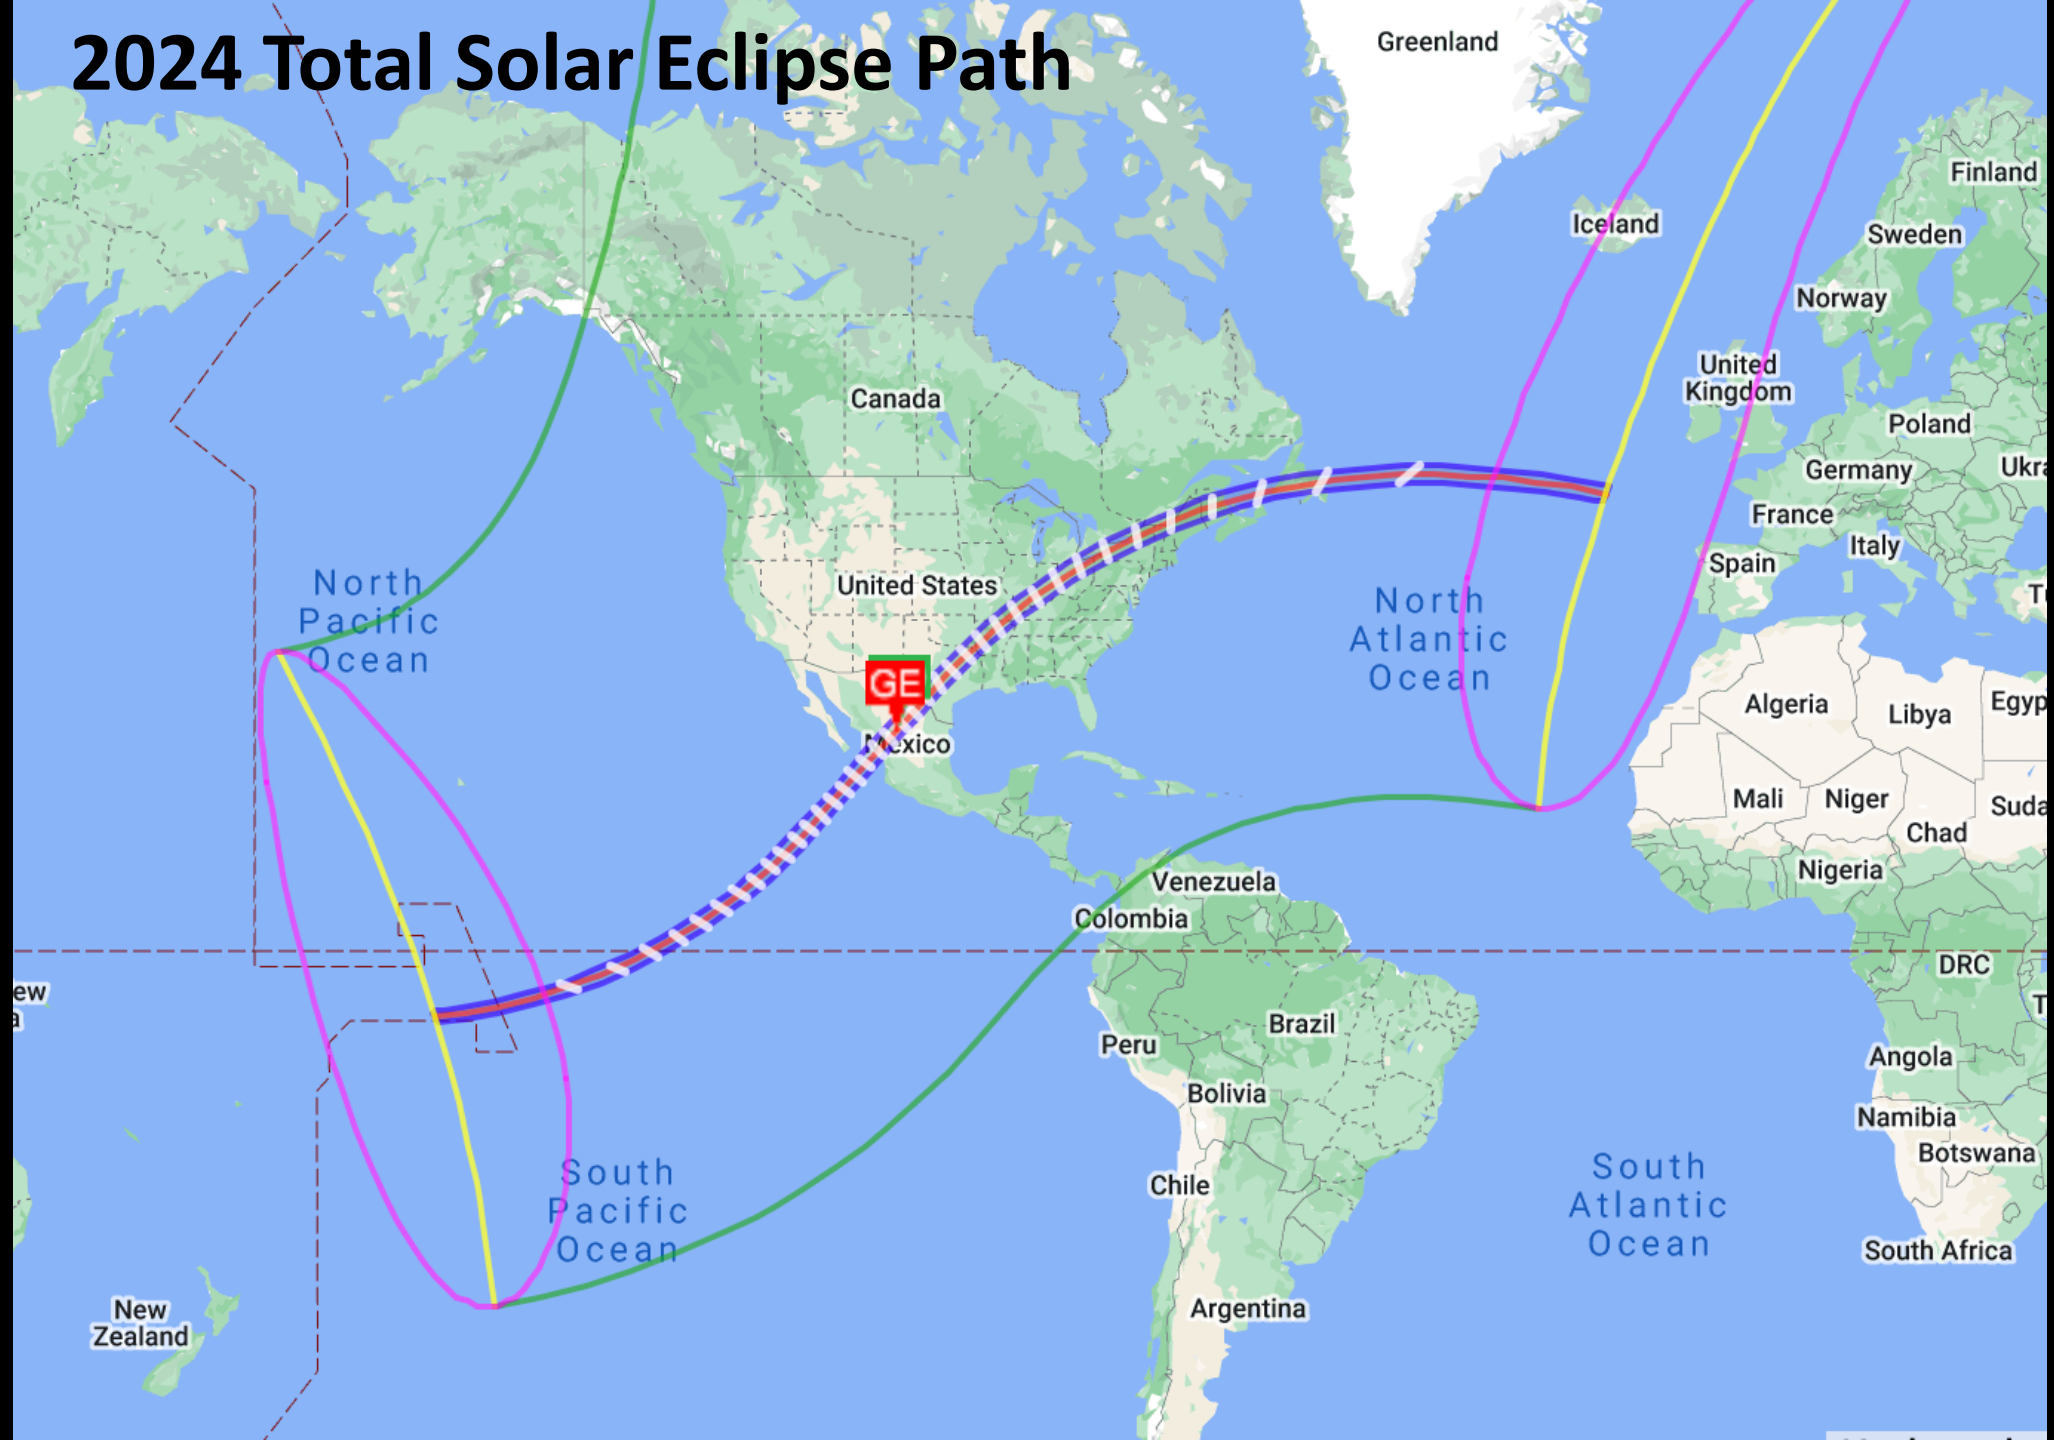 2024 Total Solar Eclipse Path
Greenland
Finland
Iceland
Sweden
Norway
United
Kingdom
Canada
Poland
Germany
Ukra
France
Italy
Spain
United States
North
Pacific
Ocean
North
Atlantic
Ocean
GE
Mexico
Algeria
Libya
Egyp
Mali
Niger
Suda
Chad
Nigeria
Venezuela
Colombia
DRC
ew
a
Brazil
Peru
Angola
Bolivia
Namibia
Botswana
South
Pacific
Ocean
Chile
South
Atlantic
Ocean
South Africa
New
Zealand
Argentina